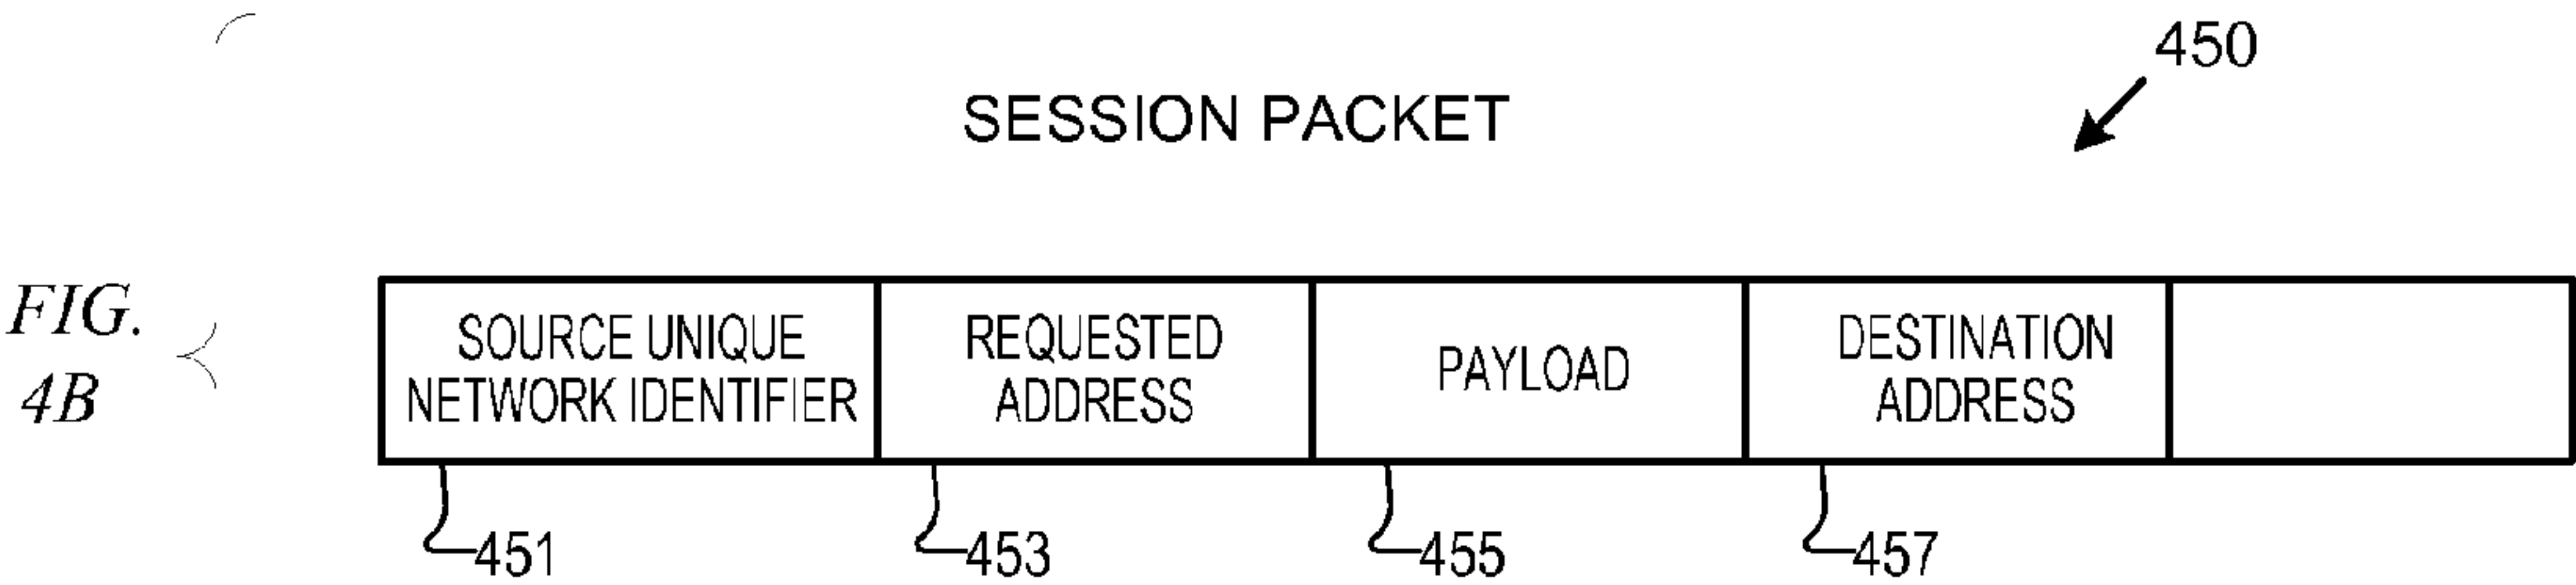 450
SESSION PACKET
FIG.
4B
SOURCE UNIQUE
NETWORK IDENTIFIER
REQUESTED
ADDRESS
PAYLOAD
DESTINATION
ADDRESS
451
453
455
457